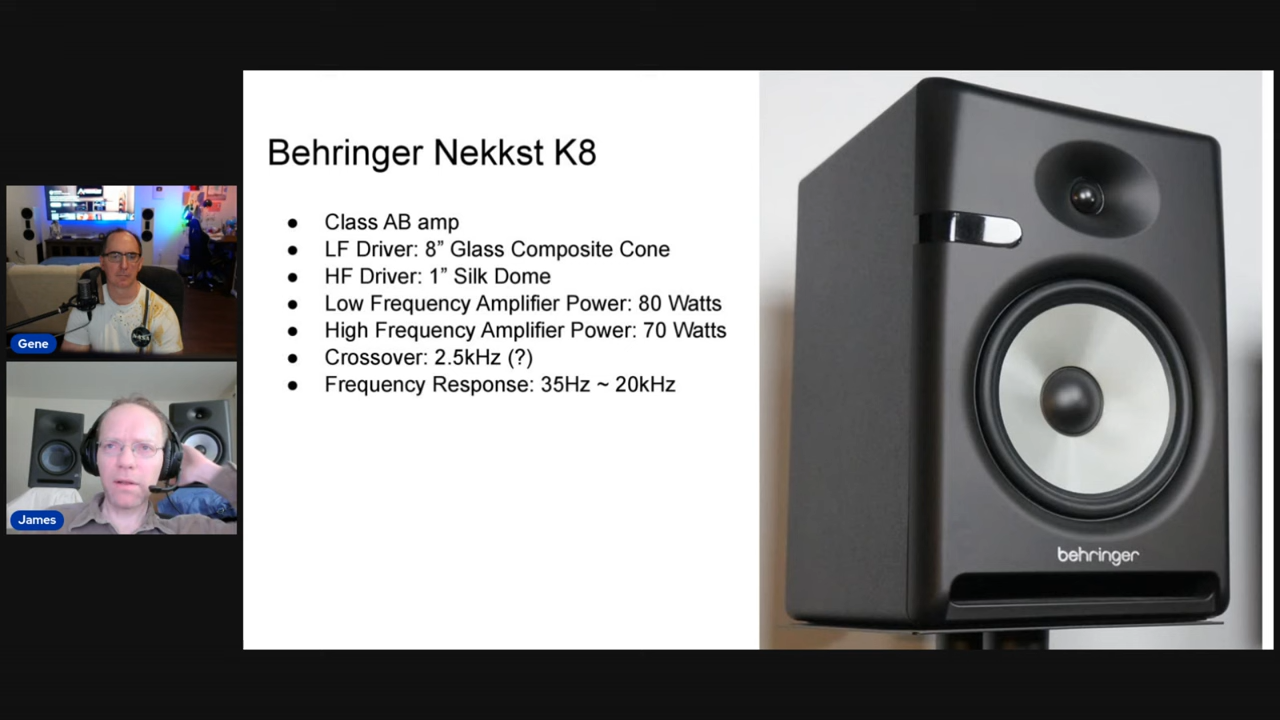 Behringer Nekkst K8
● Class AB amp
● LF Driver: 8” Glass Composite Cone
● HF Driver: 1” Silk Dome
● Low Frequency Amplifier Power: 80 Watts
● High Frequency Amplifier Power: 70 Watts
● Crossover: 2.5kHz (?)
● Frequency Response: 35Hz ~ 20kHz
behringer
Gene
James